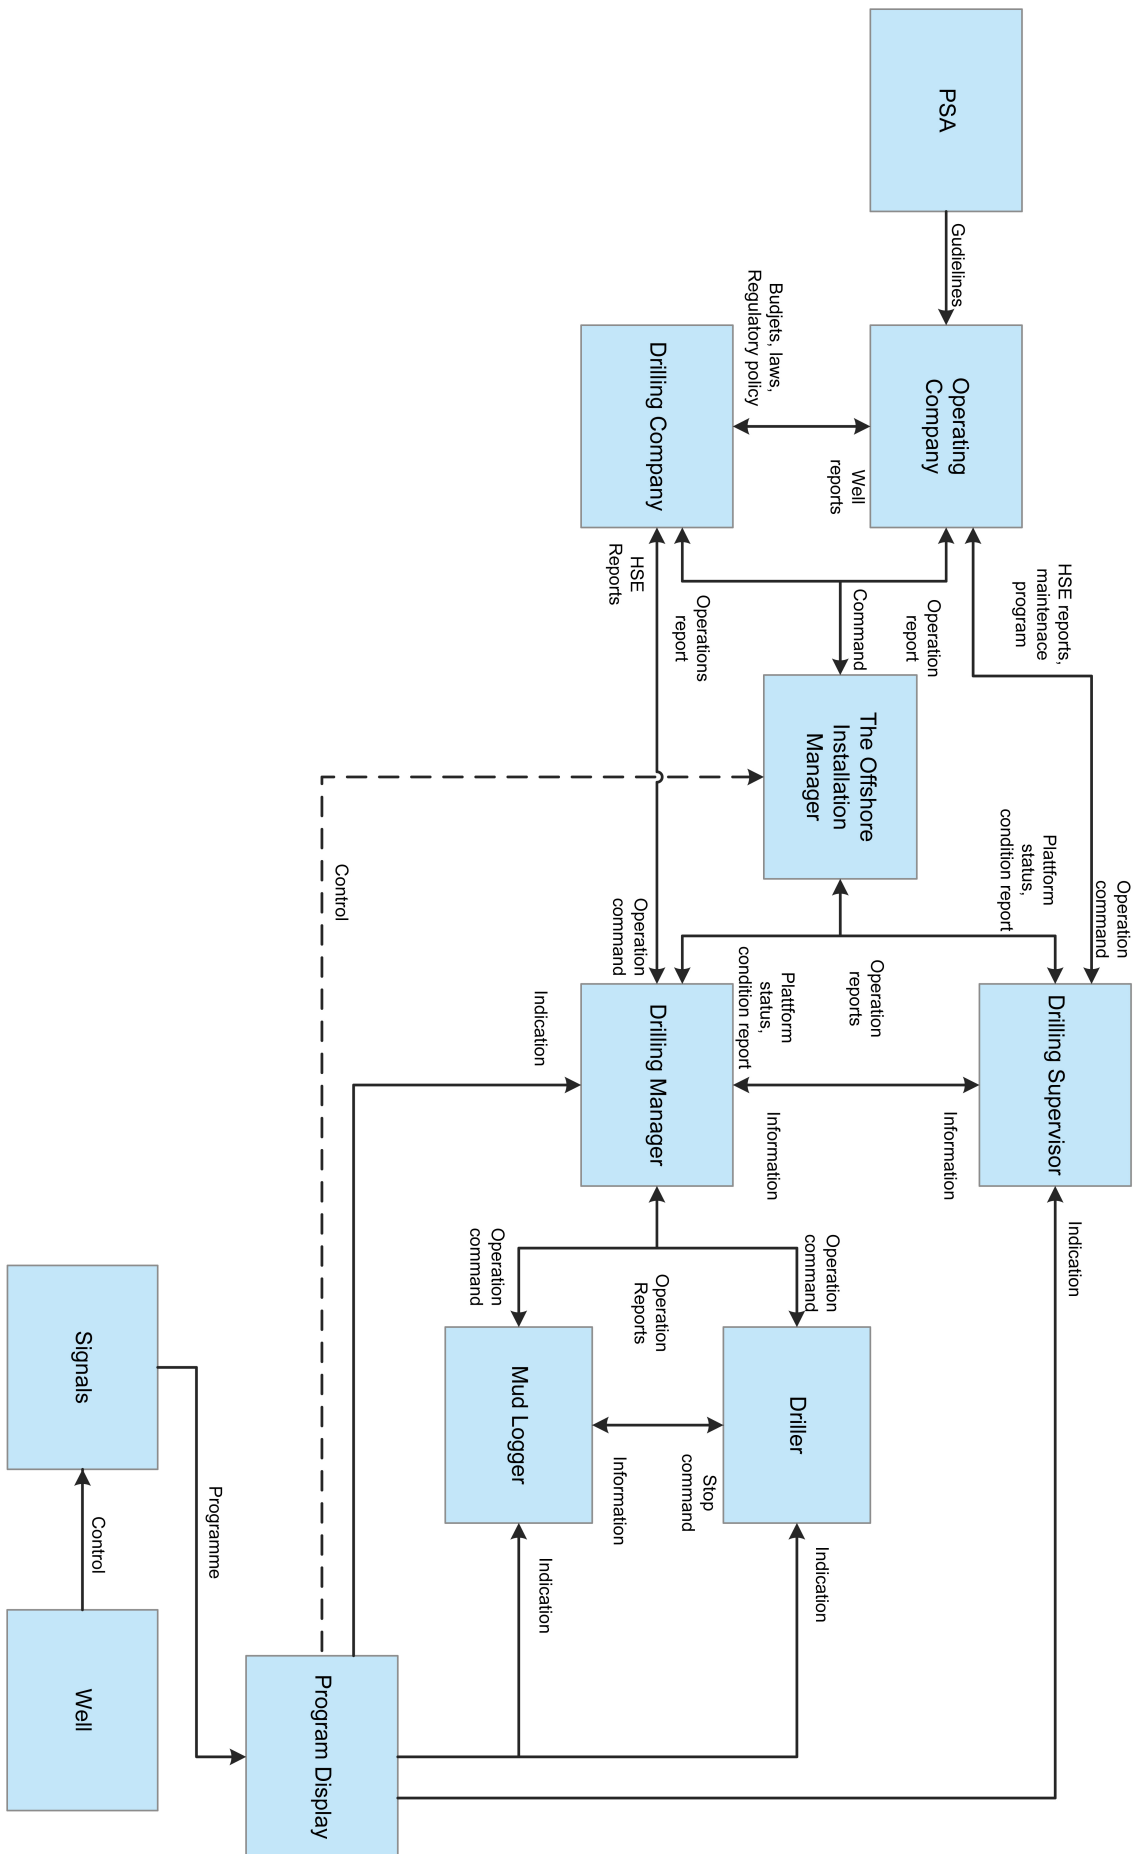 PSA
Gudielines
Operating
Company
Budjets, laws,
Regulatory policy
Well
reports
Drilling Company
HSE reports,
maintenace
program
Operation
report
Command
Operations
report
HSE
Reports
The Offshore
Installation
Manager
Operation
command
Plattform
status,
condition report
Operation
reports
Plattform
status,
condition report
Operation
command
Control
Drilling Supervisor
Information
Information
Drilling Manager
Indication
Indication
Operation
command
Operation
Reports
Operation
command
Driller
Stop
command
Information
Mud Logger
Indication
Indication
Signals
Control
Programme
Well
Program Display